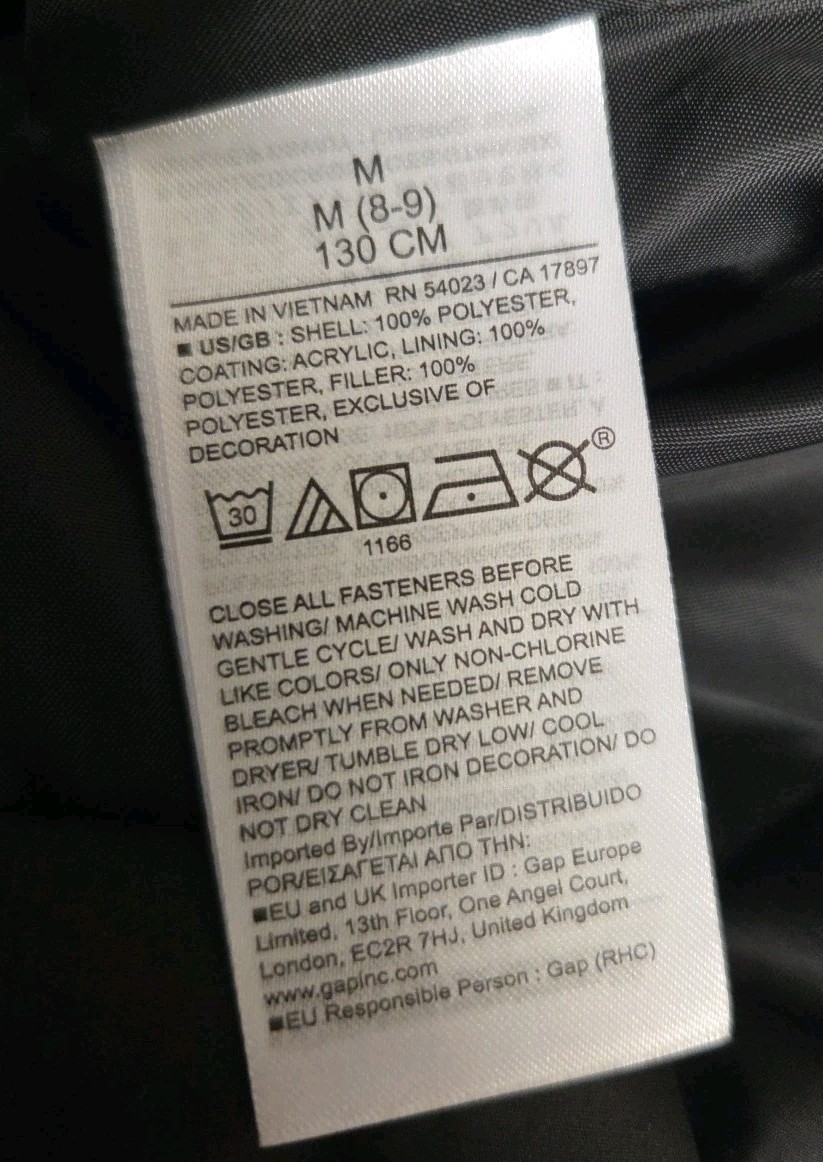 M
M (8-9)
130 CM
MADE IN VIETNAM RN 54023 / CA 17897
■ US/GB : SHELL: 100% POLYESTER,
COATING: ACRYLIC, LINING: 100%
POLYESTER, FILLER: 100%
POLYESTER, EXCLUSIVE OF
DECORATION
30
®
1166
CLOSE ALL FASTENERS BEFORE
WASHING/ MACHINE WASH COLD
GENTLE CYCLE/ WASH AND DRY WITH
LIKE COLORS/ ONLY NON-CHLORINE
BLEACH WHEN NEEDED/ REMOVE
PROMPTLY FROM WASHER AND
DRYER/ TUMBLE DRY LOW/ COOL
IRON/ DO NOT IRON DECORATION/ DO
NOT DRY CLEAN
Imported By/Importe Par/DISTRIBUIDO
POR/ΕΙΣΑΓΕΤΑΙ ΑΠΟ ΤΗΝ:
■EU and UK Importer ID : Gap Europe
Limited, 13th Floor, One Angel Court,
London, EC2R 7HJ, United Kingdom
www.gapinc.com
■EU Responsible Person : Gap (RHC)